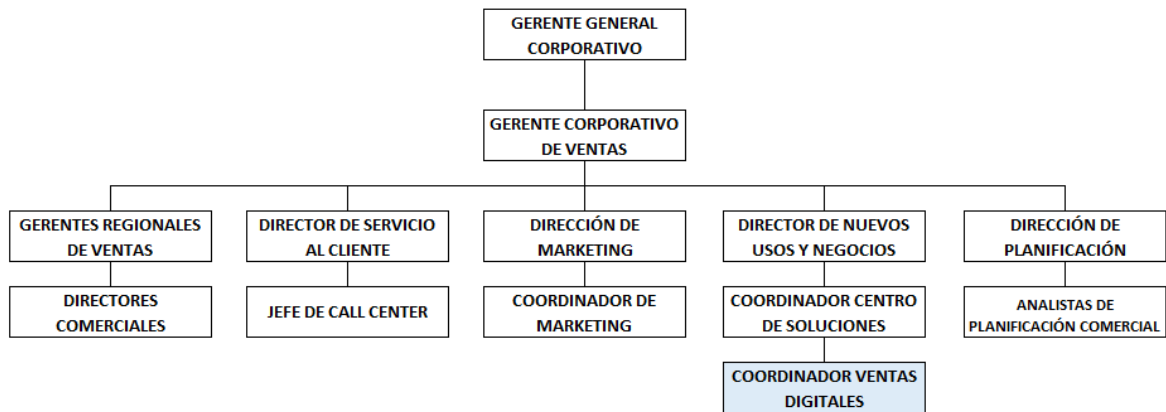 GERENTE GENERAL
CORPORATIVO
GERENTE CORPORATIVO
DE VENTAS
GERENTES REGIONALES
DE VENTAS
DIRECTOR DE SERVICIO
AL CLIENTE
DIRECCIÓN DE
MARKETING
DIRECTOR DE NUEVOS
USOS Y NEGOCIOS
DIRECCIÓN DE
PLANIFICACIÓN
DIRECTORES
COMERCIALES
JEFE DE CALL CENTER
COORDINADOR DE
MARKETING
COORDINADOR CENTRO
DE SOLUCIONES
ANALISTAS DE
PLANIFICACIÓN COMERCIAL
COORDINADOR VENTAS
DIGITALES